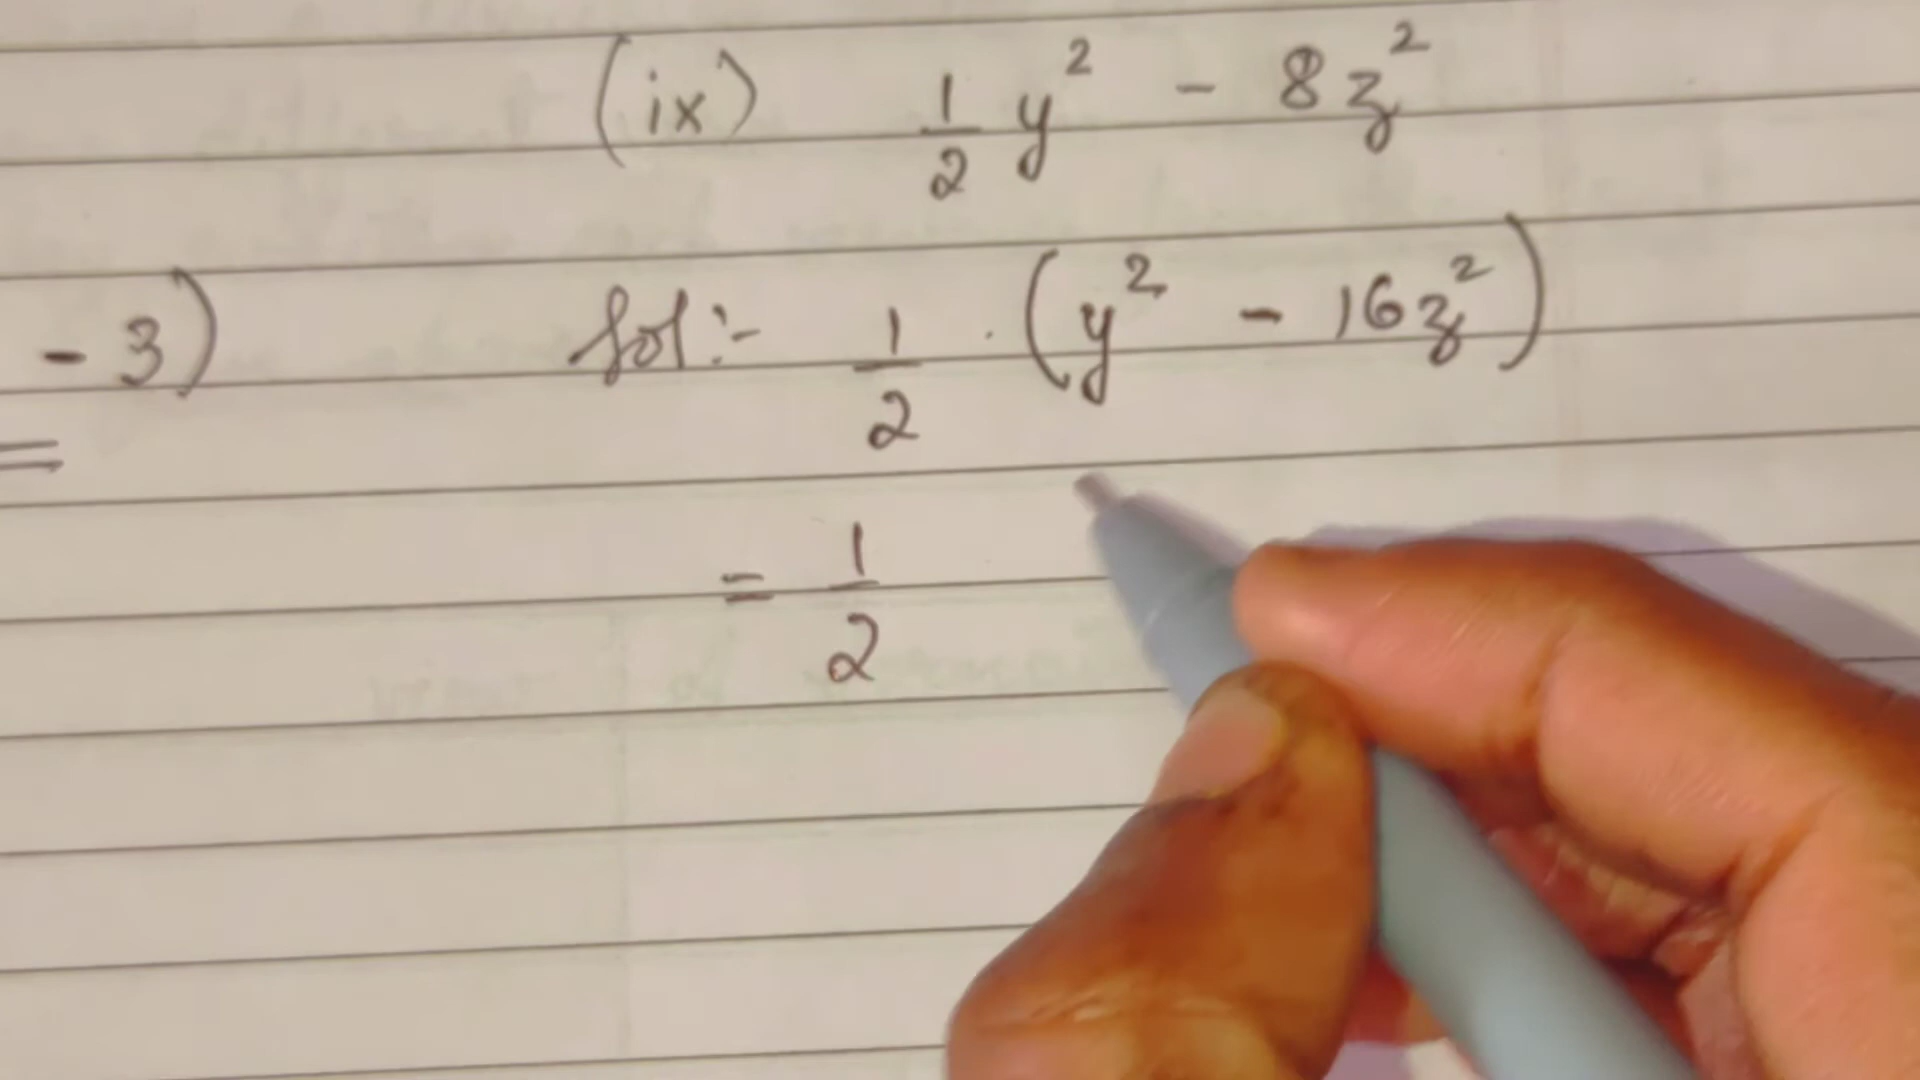 (ix) 1/2 y² - 8z²
- 3)
Sol:- 1/2 . (y² - 16z²)
=
= 1/2